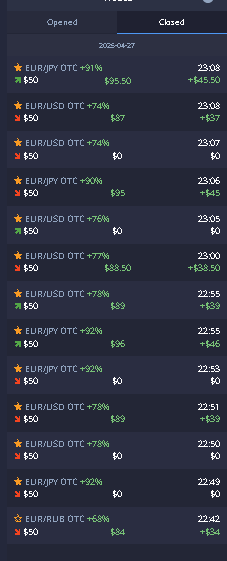 Opened Closed
2026-04-27
EUR/JPY OTC +91% 23:08
$50 $95.50 +$45.50
EUR/USD OTC +74% 23:08
$50 $87 +$37
EUR/USD OTC +74% 23:07
$50 $0 $0
EUR/JPY OTC +90% 23:06
$50 $95 +$45
EUR/USD OTC +76% 23:05
$50 $0 $0
EUR/USD OTC +77% 23:00
$50 $88.50 +$38.50
EUR/USD OTC +78% 22:55
$50 $89 +$39
EUR/JPY OTC +92% 22:55
$50 $96 +$46
EUR/JPY OTC +92% 22:53
$50 $0 $0
EUR/USD OTC +78% 22:51
$50 $89 +$39
EUR/USD OTC +78% 22:50
$50 $0 $0
EUR/JPY OTC +92% 22:49
$50 $0 $0
EUR/RUB OTC +68% 22:42
$50 $84 +$34